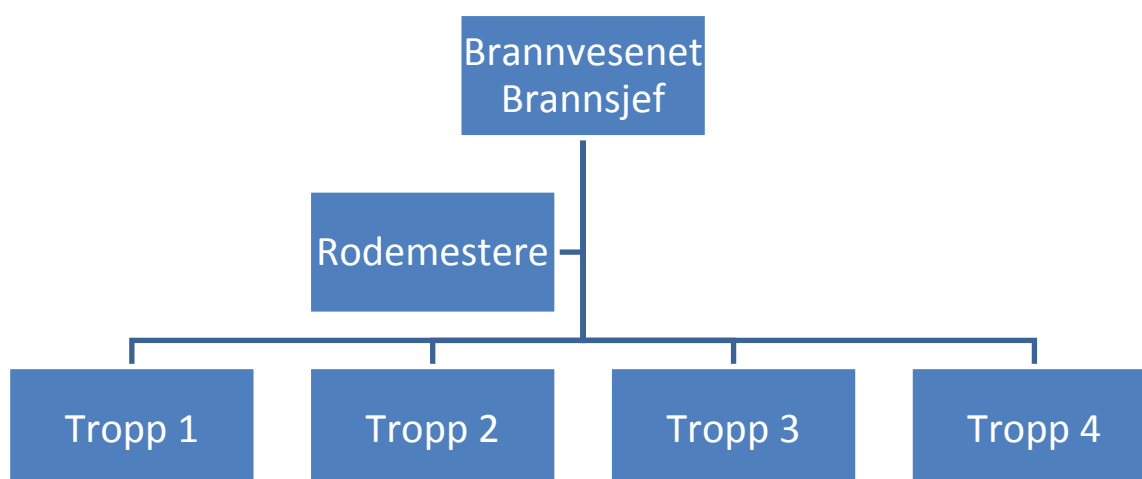 Brannvesenet
Brannsjef
Rodemestere
Tropp 1
Tropp 2
Tropp 3
Tropp 4